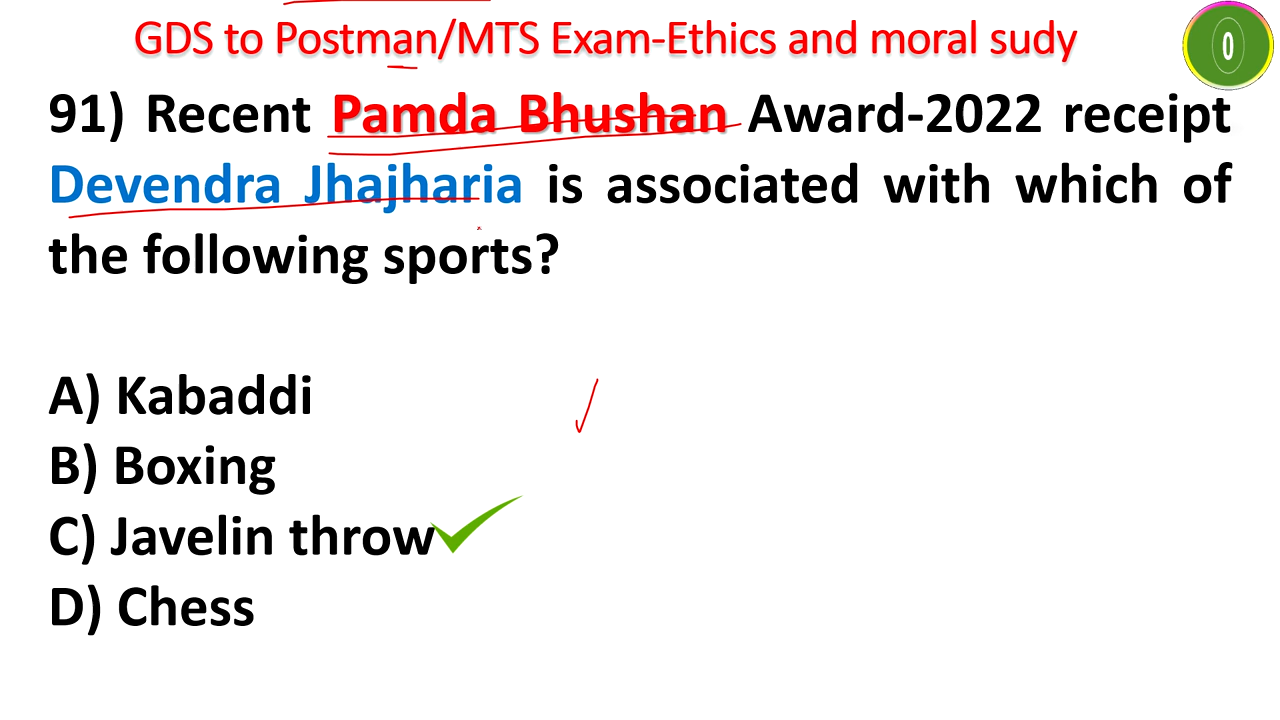 GDS to Postman/MTS Exam-Ethics and moral sudy
0
91) Recent Pamda Bhushan Award-2022 receipt
Devendra Jhajharia is associated with which of
the following sports?
A) Kabaddi
B) Boxing
C) Javelin throw
D) Chess